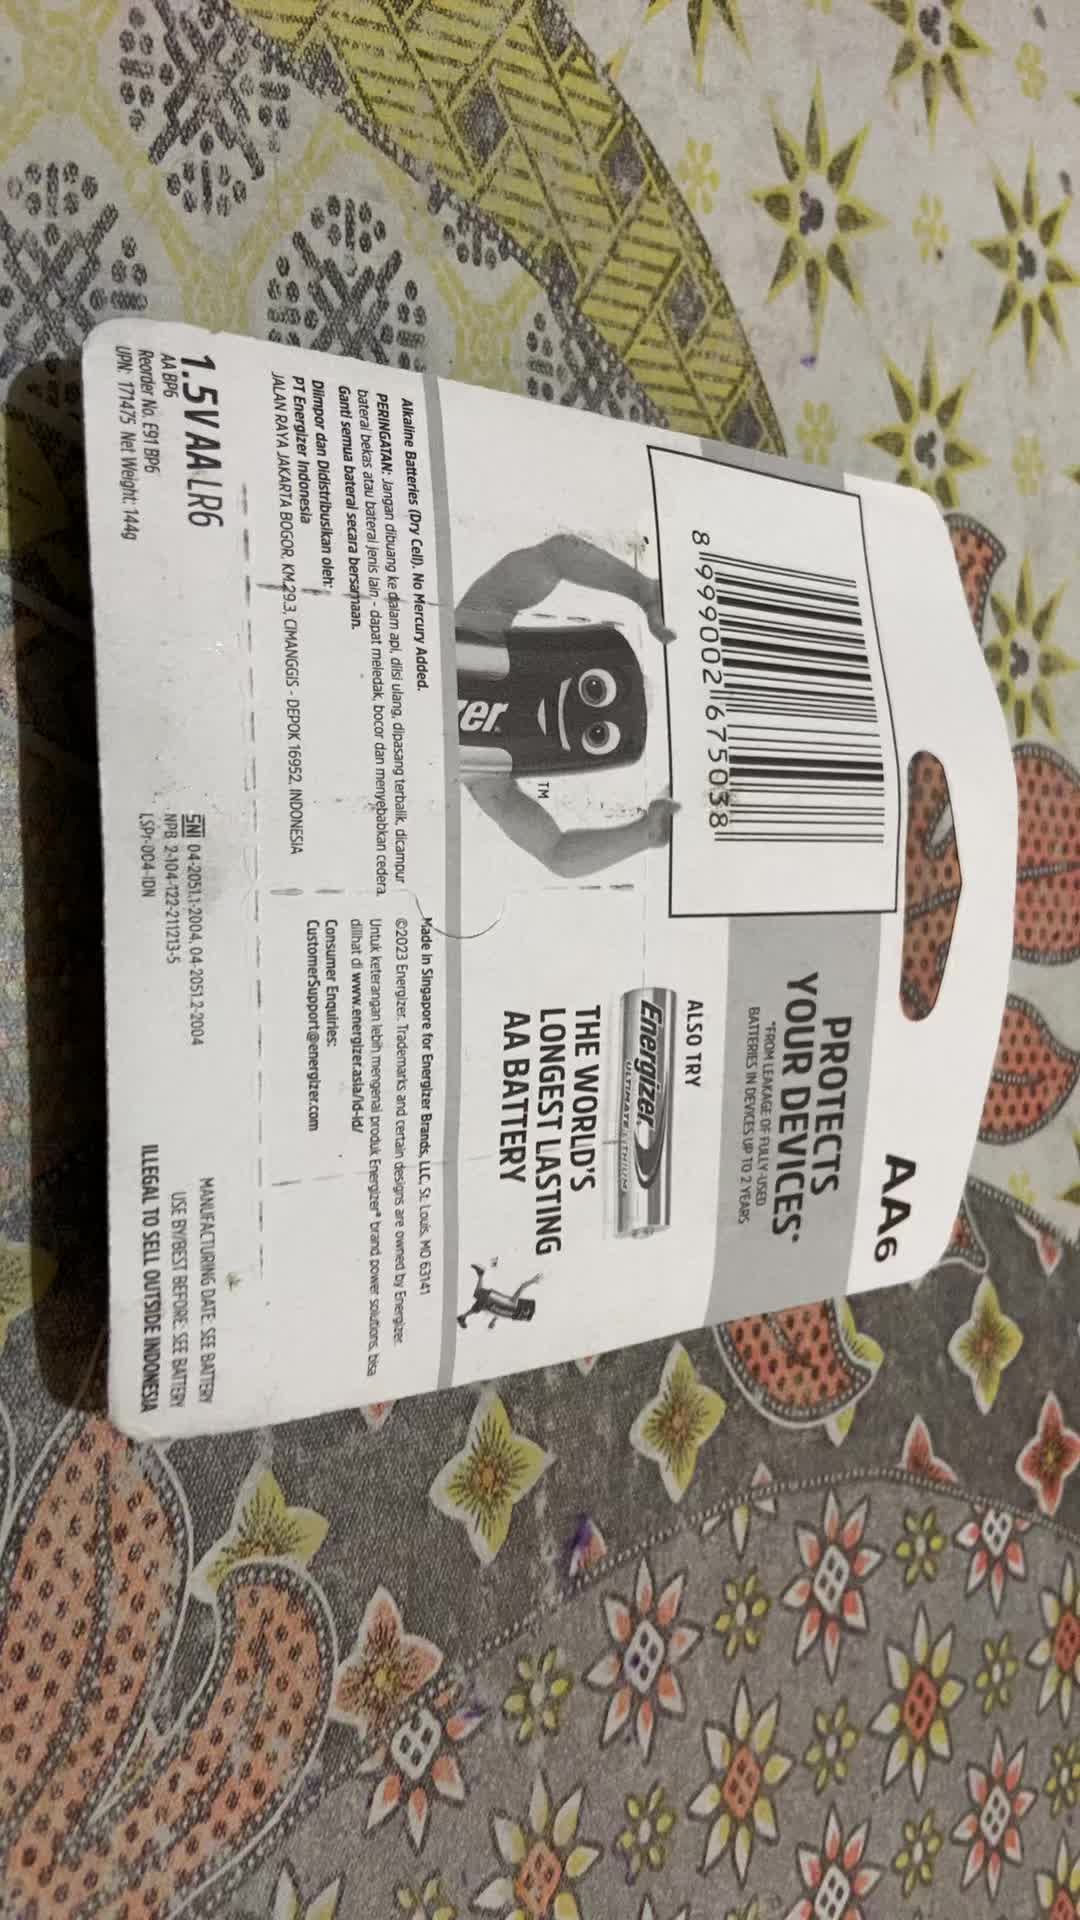 AA6
PROTECTS
YOUR DEVICES*
*FROM LEAKAGE OF FULLY-USED
BATTERIES IN DEVICES UP TO 2 YEARS
8 999002 675038
ALSO TRY
Energizer
ULTIMATE LITHIUM
THE WORLD'S
LONGEST LASTING
AA BATTERY
TM
er.
TM
Alkaline Batteries (Dry Cell). No Mercury Added.
PERINGATAN: Jangan dibuang ke dalam api, diisi ulang, dipasang terbalik, dicampur
baterai bekas atau baterai jenis lain - dapat meledak, bocor dan menyebabkan cedera.
Ganti semua baterai secara bersamaan.
Diimpor dan Didistribusikan oleh:
PT Energizer Indonesia
JALAN RAYA JAKARTA BOGOR, KM.29.3, CIMANGGIS - DEPOK 16952, INDONESIA
Made in Singapore for Energizer Brands, LLC, St. Louis, MO 63141
©2023 Energizer. Trademarks and certain designs are owned by Energizer.
Untuk keterangan lebih mengenai produk Energizer® brand power solutions, bisa
dilihat di www.energizer.asia/id-id/
Consumer Enquiries:
CustomerSupport@energizer.com
1.5V AA LR6
AA BP6
Reorder No. E91 BP6
UPN: 171475 Net Weight: 144g
SNI 04-2051.1-2004, 04-2051.2-2004
NPB 2-104-122-211213-5
LSPr-004-IDN
MANUFACTURING DATE: SEE BATTERY
USE BY/BEST BEFORE: SEE BATTERY
ILLEGAL TO SELL OUTSIDE INDONESIA